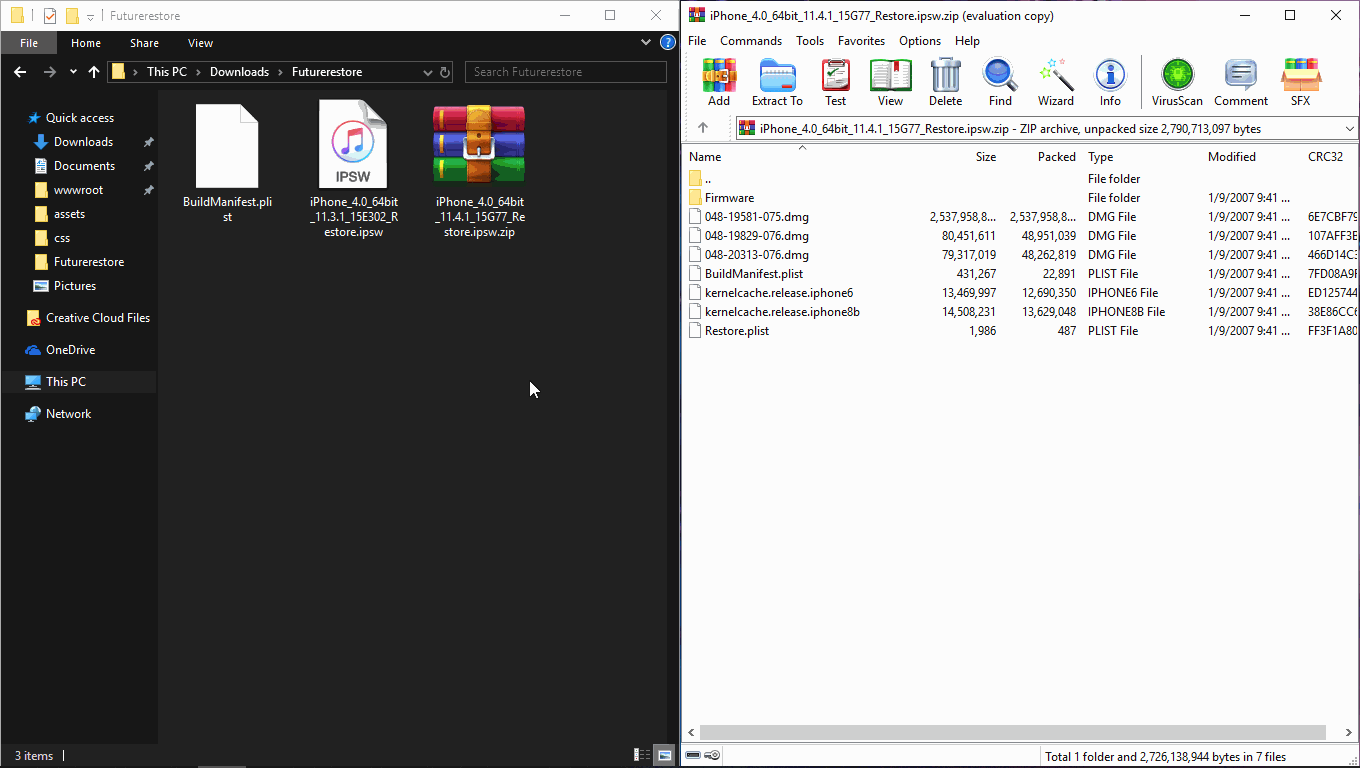 Futurerestore
File Home Share View
This PC Downloads Futurerestore
Search Futurerestore
Quick access
Downloads
Documents
wwwroot
assets
css
Futurerestore
Pictures
Creative Cloud Files
OneDrive
This PC
Network
BuildManifest.pli
st
IPSW
iPhone_4.0_64bit
_11.3.1_15E302_R
estore.ipsw
iPhone_4.0_64bit
_11.4.1_15G77_Re
store.ipsw.zip
3 items
iPhone_4.0_64bit_11.4.1_15G77_Restore.ipsw.zip (evaluation copy)
File Commands Tools Favorites Options Help
Add Extract To Test View Delete Find Wizard Info VirusScan Comment SFX
iPhone_4.0_64bit_11.4.1_15G77_Restore.ipsw.zip - ZIP archive, unpacked size 2,790,713,097 bytes
Name Size Packed Type Modified CRC32
.. File folder
Firmware File folder 1/9/2007 9:41 ...
048-19581-075.dmg 2,537,958,8... 2,537,958,8... DMG File 1/9/2007 9:41 ... 6E7CBF79
048-19829-076.dmg 80,451,611 48,951,039 DMG File 1/9/2007 9:41 ... 107AFF3E
048-20313-076.dmg 79,317,019 48,262,819 DMG File 1/9/2007 9:41 ... 466D14C3
BuildManifest.plist 431,267 22,891 PLIST File 1/9/2007 9:41 ... 7FD08A9F
kernelcache.release.iphone6 13,469,997 12,690,350 IPHONE6 File 1/9/2007 9:41 ... ED125744
kernelcache.release.iphone8b 14,508,231 13,629,048 IPHONE8B File 1/9/2007 9:41 ... 38E86CC6
Restore.plist 1,986 487 PLIST File 1/9/2007 9:41 ... FF3F1A80
Total 1 folder and 2,726,138,944 bytes in 7 files